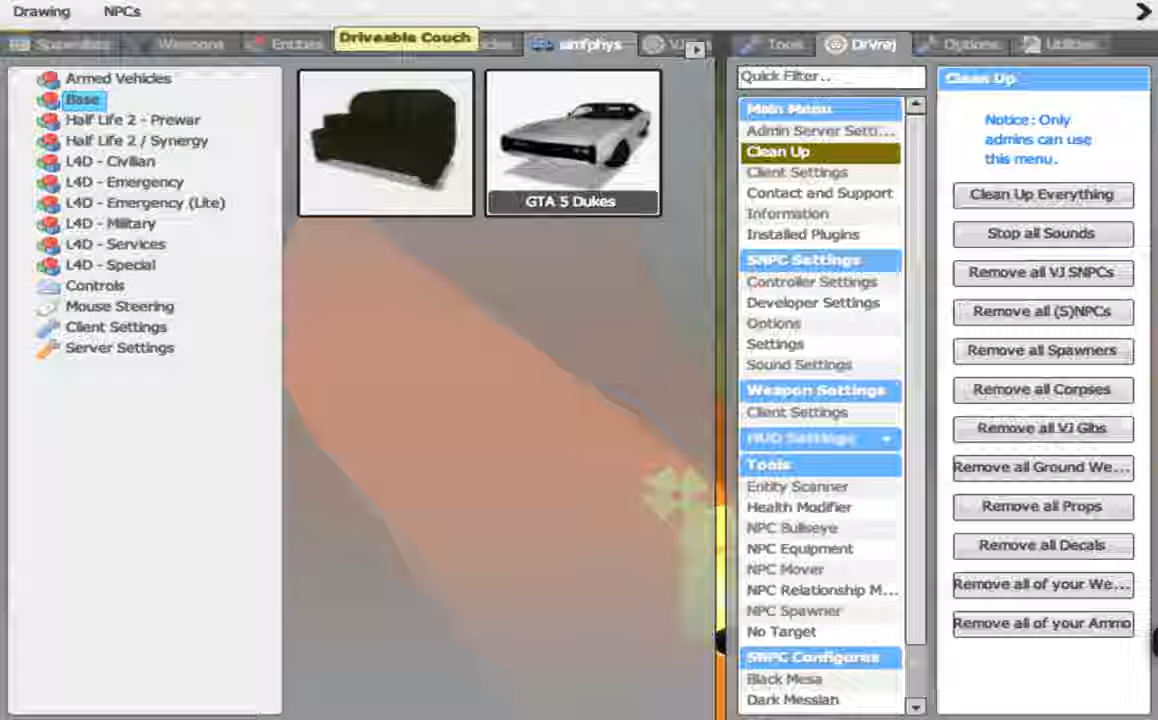 Drawing
NPCs
Weapons
Entities
Driveable Couch
simfphys
VJ
Tools
DrVrej
Options
Utilities
Armed Vehicles
Base
Half Life 2 - Prewar
Half Life 2 / Synergy
L4D - Civilian
L4D - Emergency
L4D - Emergency (Lite)
L4D - Military
L4D - Services
L4D - Special
Controls
Mouse Steering
Client Settings
Server Settings
GTA 5 Dukes
Quick Filter..
Main Menu
Admin Server Setti...
Clean Up
Client Settings
Contact and Support
Information
Installed Plugins
SNPC Settings
Controller Settings
Developer Settings
Options
Settings
Sound Settings
Weapon Settings
Client Settings
HUD Settings
Tools
Entity Scanner
Health Modifier
NPC Bullseye
NPC Equipment
NPC Mover
NPC Relationship M...
NPC Spawner
No Target
SNPC Configures
Black Mesa
Dark Messiah
Clean Up
Notice: Only
admins can use
this menu.
Clean Up Everything
Stop all Sounds
Remove all VJ SNPCs
Remove all (S)NPCs
Remove all Spawners
Remove all Corpses
Remove all VJ Gibs
Remove all Ground We...
Remove all Props
Remove all Decals
Remove all of your We...
Remove all of your Ammo